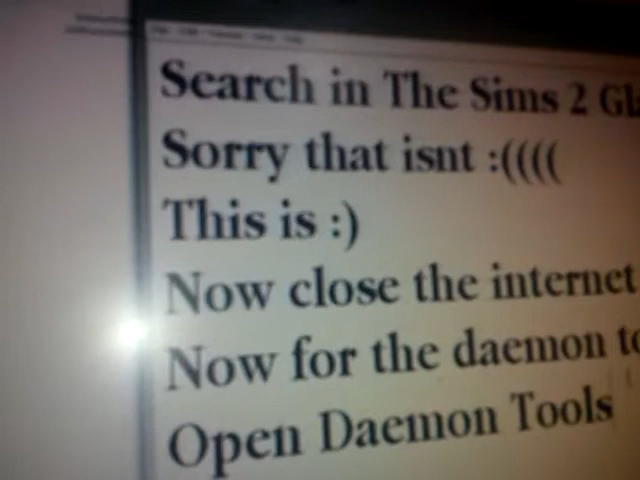 Search in The Sims 2
Sorry that isnt :((((
This is :)
Now close the internet
Now for the daemon
Open Daemon Tools